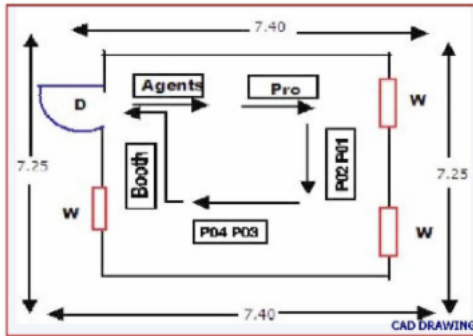 7.40
Agents
Pro
D
W
7.25
Booth
P02 P01
7.25
W
P04 P03
W
7.40
CAD DRAWING